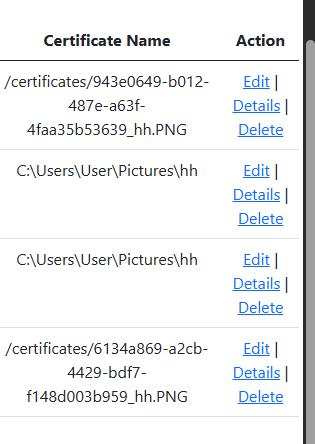 Certificate Name Action
/certificates/943e0649-b012- Edit |
487e-a63f- Details |
4faa35b53639_hh.PNG Delete
C:\Users\User\Pictures\hh Edit |
Details |
Delete
C:\Users\User\Pictures\hh Edit |
Details |
Delete
/certificates/6134a869-a2cb- Edit |
4429-bdf7- Details |
f148d003b959_hh.PNG Delete